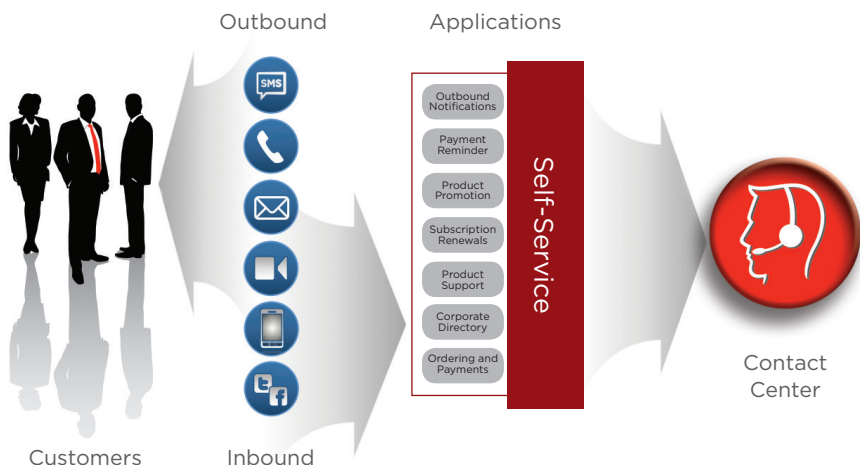 Outbound
Applications
SMS
Outbound
Notifications
Payment
Reminder
Product
Promotion
Subscription
Renewals
Product
Support
Corporate
Directory
Ordering and
Payments
Self-Service
Contact
Center
Customers
Inbound